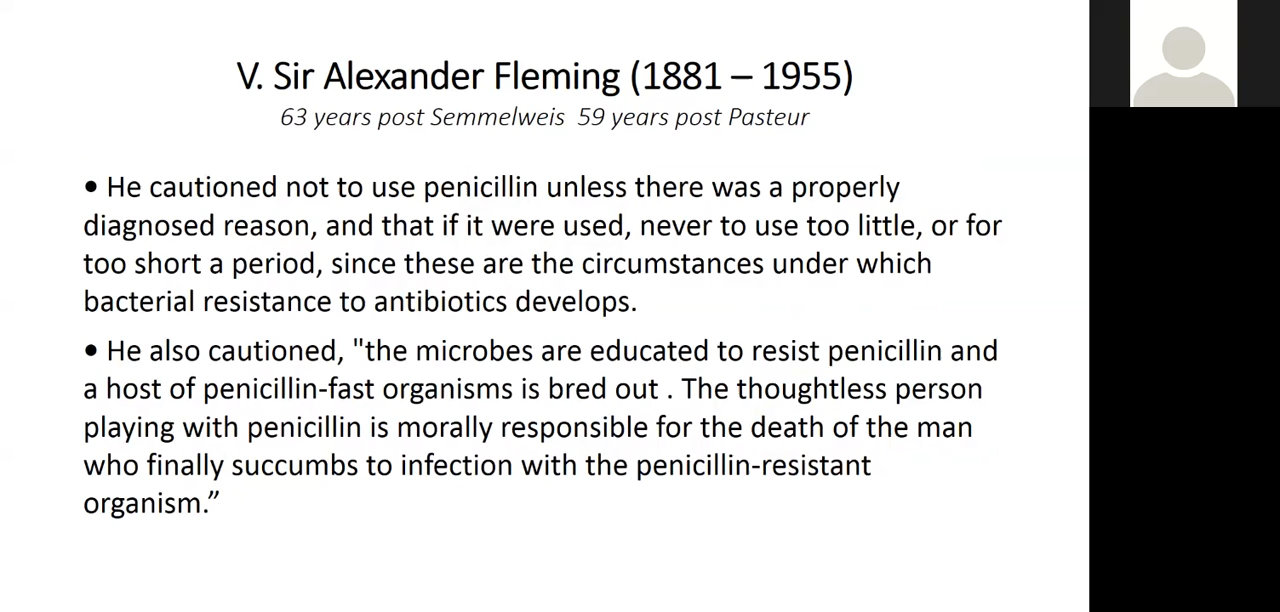 V. Sir Alexander Fleming (1881 – 1955)
63 years post Semmelweis  59 years post Pasteur
• He cautioned not to use penicillin unless there was a properly
diagnosed reason, and that if it were used, never to use too little, or for
too short a period, since these are the circumstances under which
bacterial resistance to antibiotics develops.
• He also cautioned, "the microbes are educated to resist penicillin and
a host of penicillin-fast organisms is bred out . The thoughtless person
playing with penicillin is morally responsible for the death of the man
who finally succumbs to infection with the penicillin-resistant
organism.”